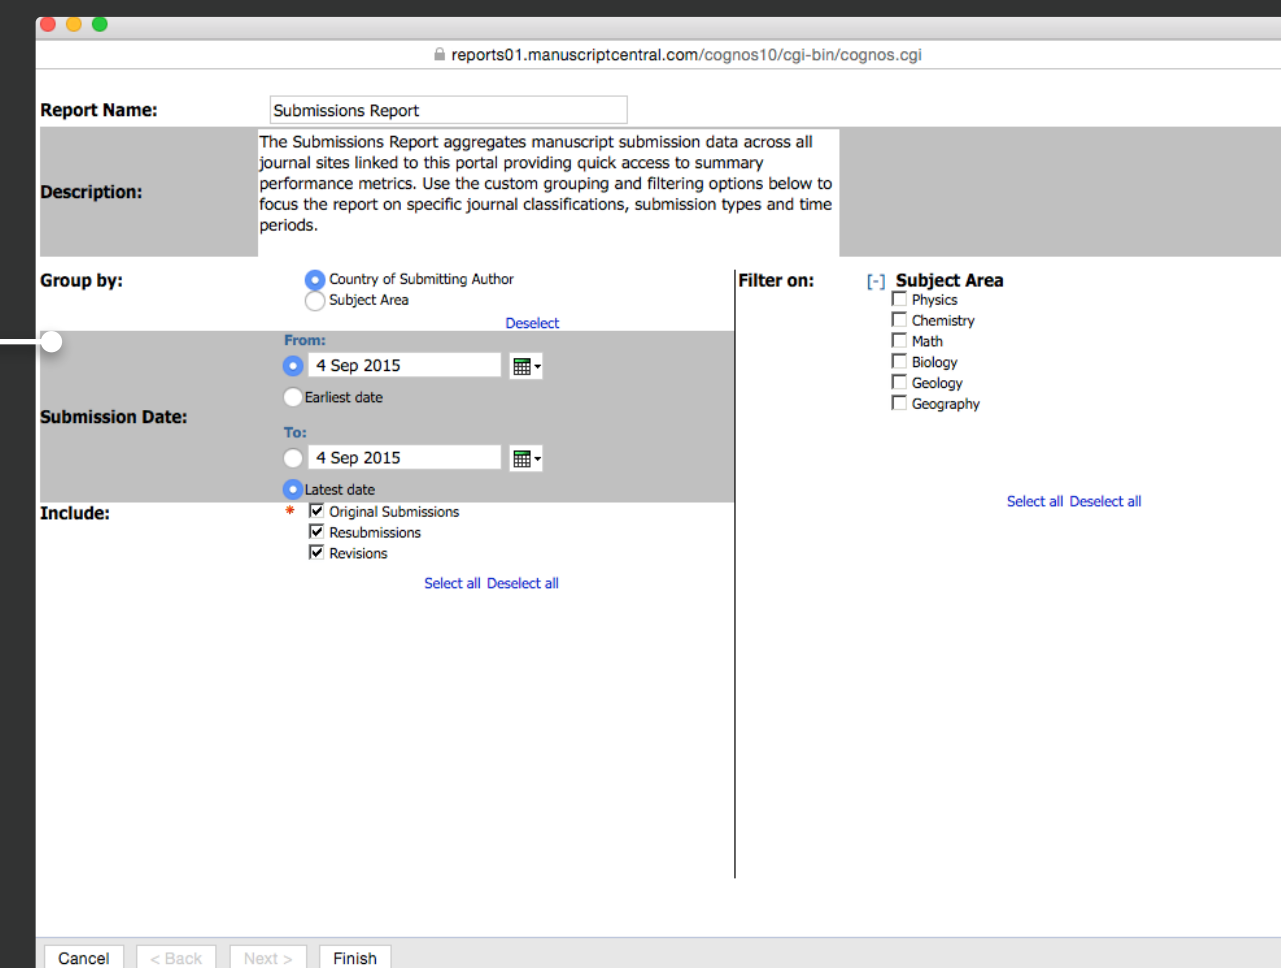 reports01.manuscriptcentral.com/cognos10/cgi-bin/cognos.cgi
Report Name:
Submissions Report
Description:
The Submissions Report aggregates manuscript submission data across all
journal sites linked to this portal providing quick access to summary
performance metrics. Use the custom grouping and filtering options below to
focus the report on specific journal classifications, submission types and time
periods.
Group by:
Country of Submitting Author
Subject Area
Deselect
Submission Date:
From:
4 Sep 2015
Earliest date
To:
4 Sep 2015
Latest date
Include:
* Original Submissions
Resubmissions
Revisions
Select all Deselect all
Filter on:
[-] Subject Area
Physics
Chemistry
Math
Biology
Geology
Geography
Select all Deselect all
Cancel
< Back
Next >
Finish